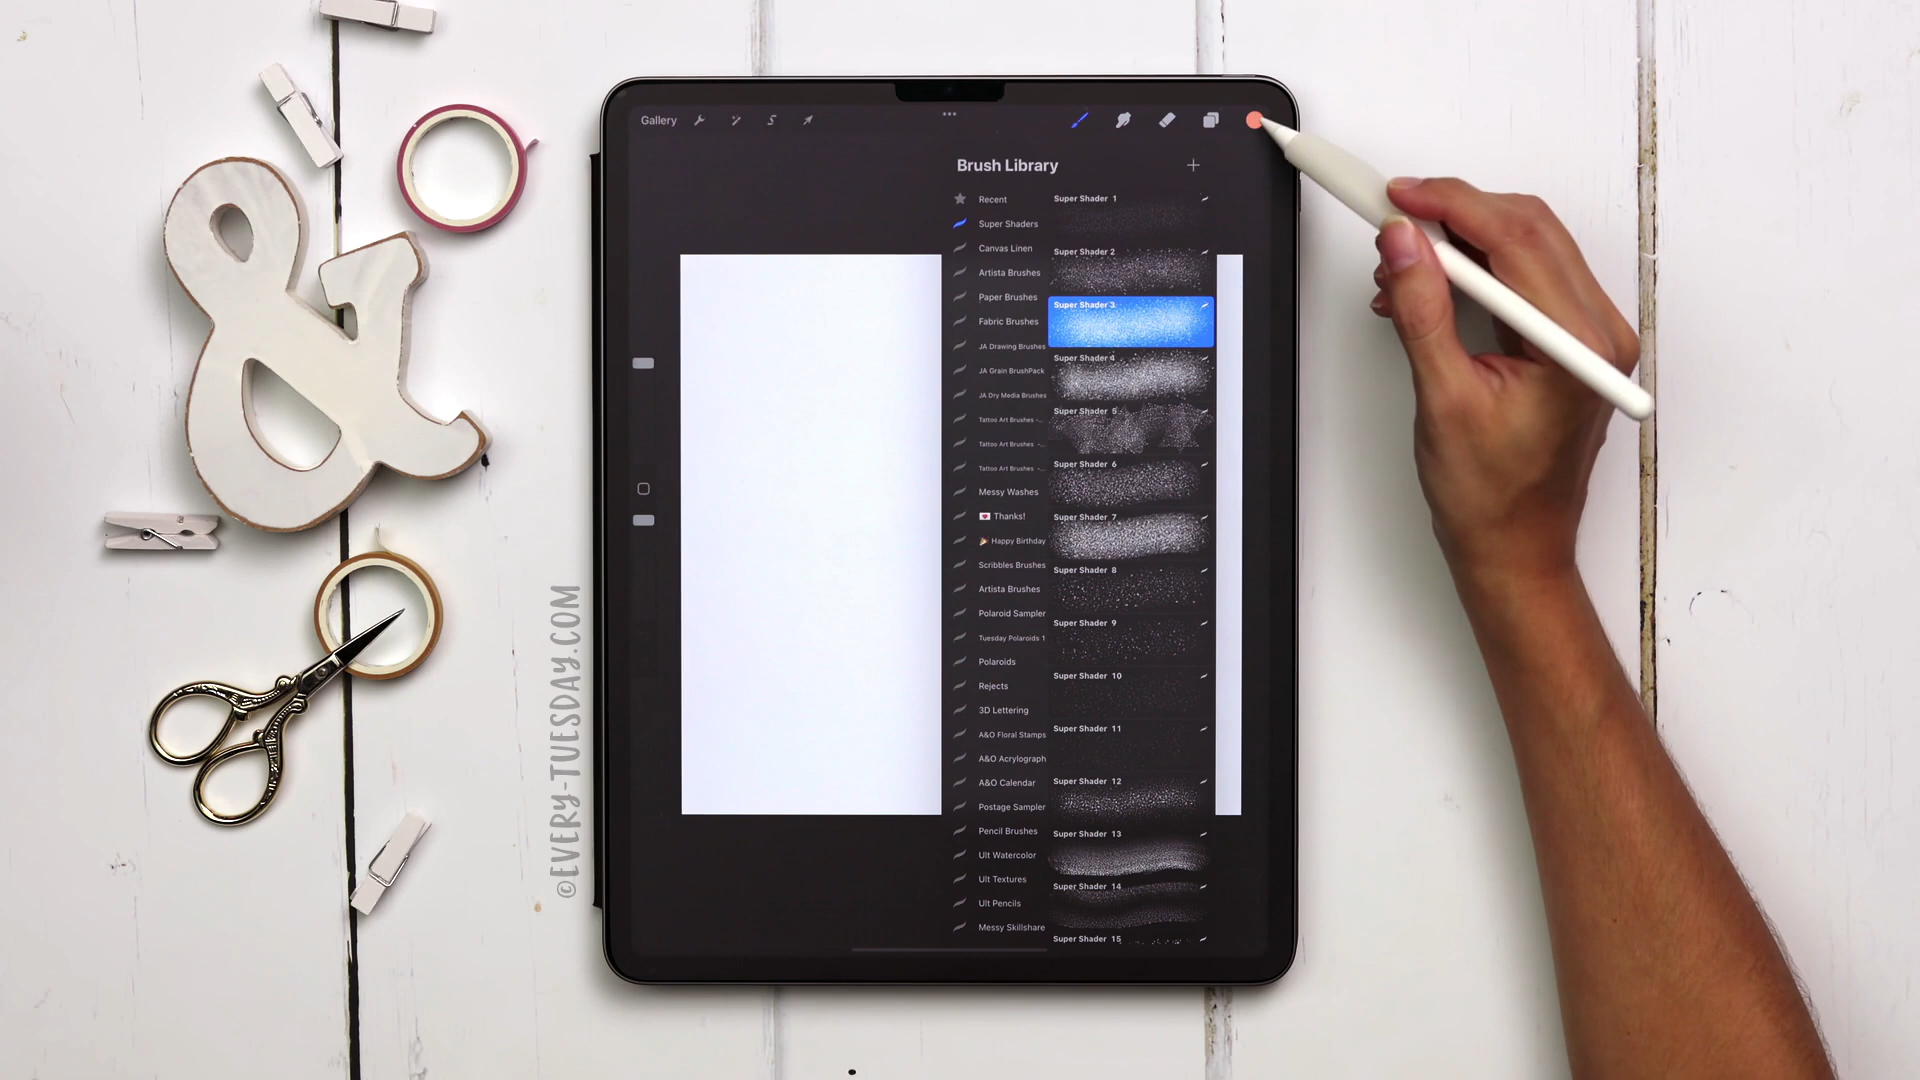 Gallery
Brush Library
Recent
Super Shaders
Canvas Linen
Artista Brushes
Paper Brushes
Fabric Brushes
JA Drawing Brushes
JA Grain BrushPack
JA Dry Media Brushes
Tattoo Art Brushes -...
Tattoo Art Brushes -...
Tattoo Art Brushes -...
Messy Washes
💌 Thanks!
🎉 Happy Birthday
Scribbles Brushes
Artista Brushes
Polaroid Sampler
Tuesday Polaroids 1
Polaroids
Rejects
3D Lettering
A&O Floral Stamps
A&O Acrylograph
A&O Calendar
Postage Sampler
Pencil Brushes
Ult Watercolor
Ult Textures
Ult Pencils
Messy Skillshare
Super Shader 1
Super Shader 2
Super Shader 3
Super Shader 4
Super Shader 5
Super Shader 6
Super Shader 7
Super Shader 8
Super Shader 9
Super Shader 10
Super Shader 11
Super Shader 12
Super Shader 13
Super Shader 14
Super Shader 15
&
©EVERY-TUESDAY.COM